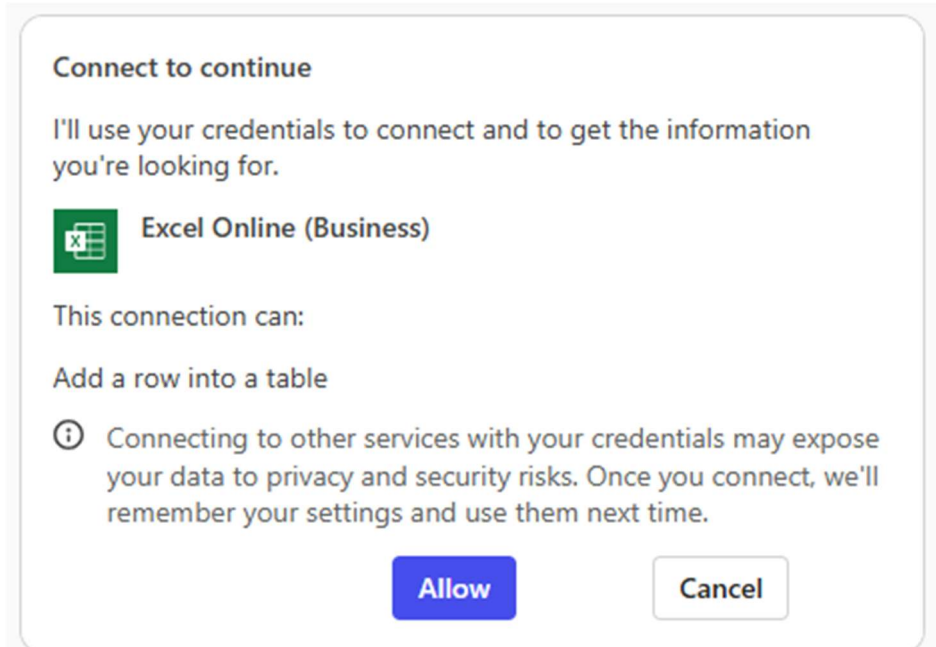 Connect to continue
I'll use your credentials to connect and to get the information
you're looking for.
Excel Online (Business)
This connection can:
Add a row into a table
Connecting to other services with your credentials may expose
your data to privacy and security risks. Once you connect, we'll
remember your settings and use them next time.
Allow Cancel